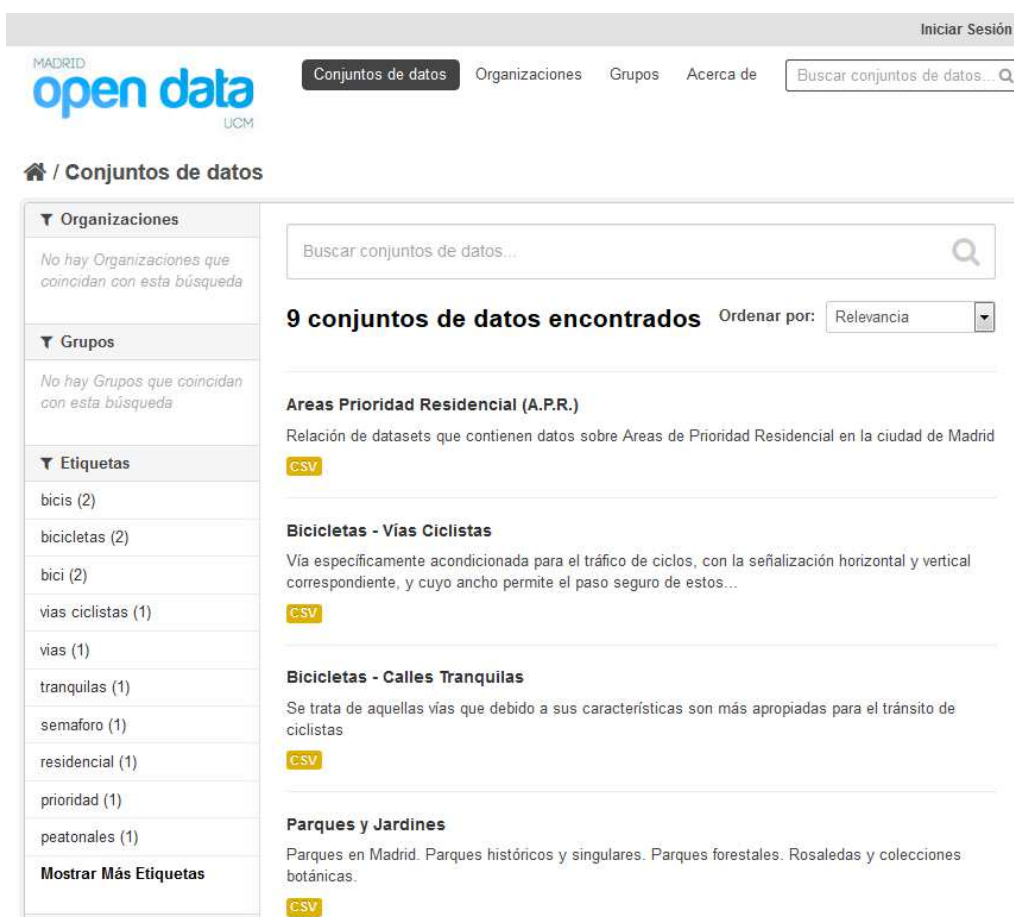 Iniciar Sesión
MADRID
open data
UCM
Conjuntos de datos Organizaciones Grupos Acerca de Buscar conjuntos de datos...
/ Conjuntos de datos
Organizaciones
No hay Organizaciones que
coincidan con esta búsqueda
Grupos
No hay Grupos que coincidan
con esta búsqueda
Etiquetas
bicis (2)
bicicletas (2)
bici (2)
vias ciclistas (1)
vias (1)
tranquilas (1)
semaforo (1)
residencial (1)
prioridad (1)
peatonales (1)
Mostrar Más Etiquetas
Buscar conjuntos de datos...
9 conjuntos de datos encontrados Ordenar por: Relevancia
Areas Prioridad Residencial (A.P.R.)
Relación de datasets que contienen datos sobre Areas de Prioridad Residencial en la ciudad de Madrid
CSV
Bicicletas - Vías Ciclistas
Vía específicamente acondicionada para el tráfico de ciclos, con la señalización horizontal y vertical
correspondiente, y cuyo ancho permite el paso seguro de estos...
CSV
Bicicletas - Calles Tranquilas
Se trata de aquellas vías que debido a sus características son más apropiadas para el tránsito de
ciclistas
CSV
Parques y Jardines
Parques en Madrid. Parques históricos y singulares. Parques forestales. Rosaledas y colecciones
botánicas.
CSV